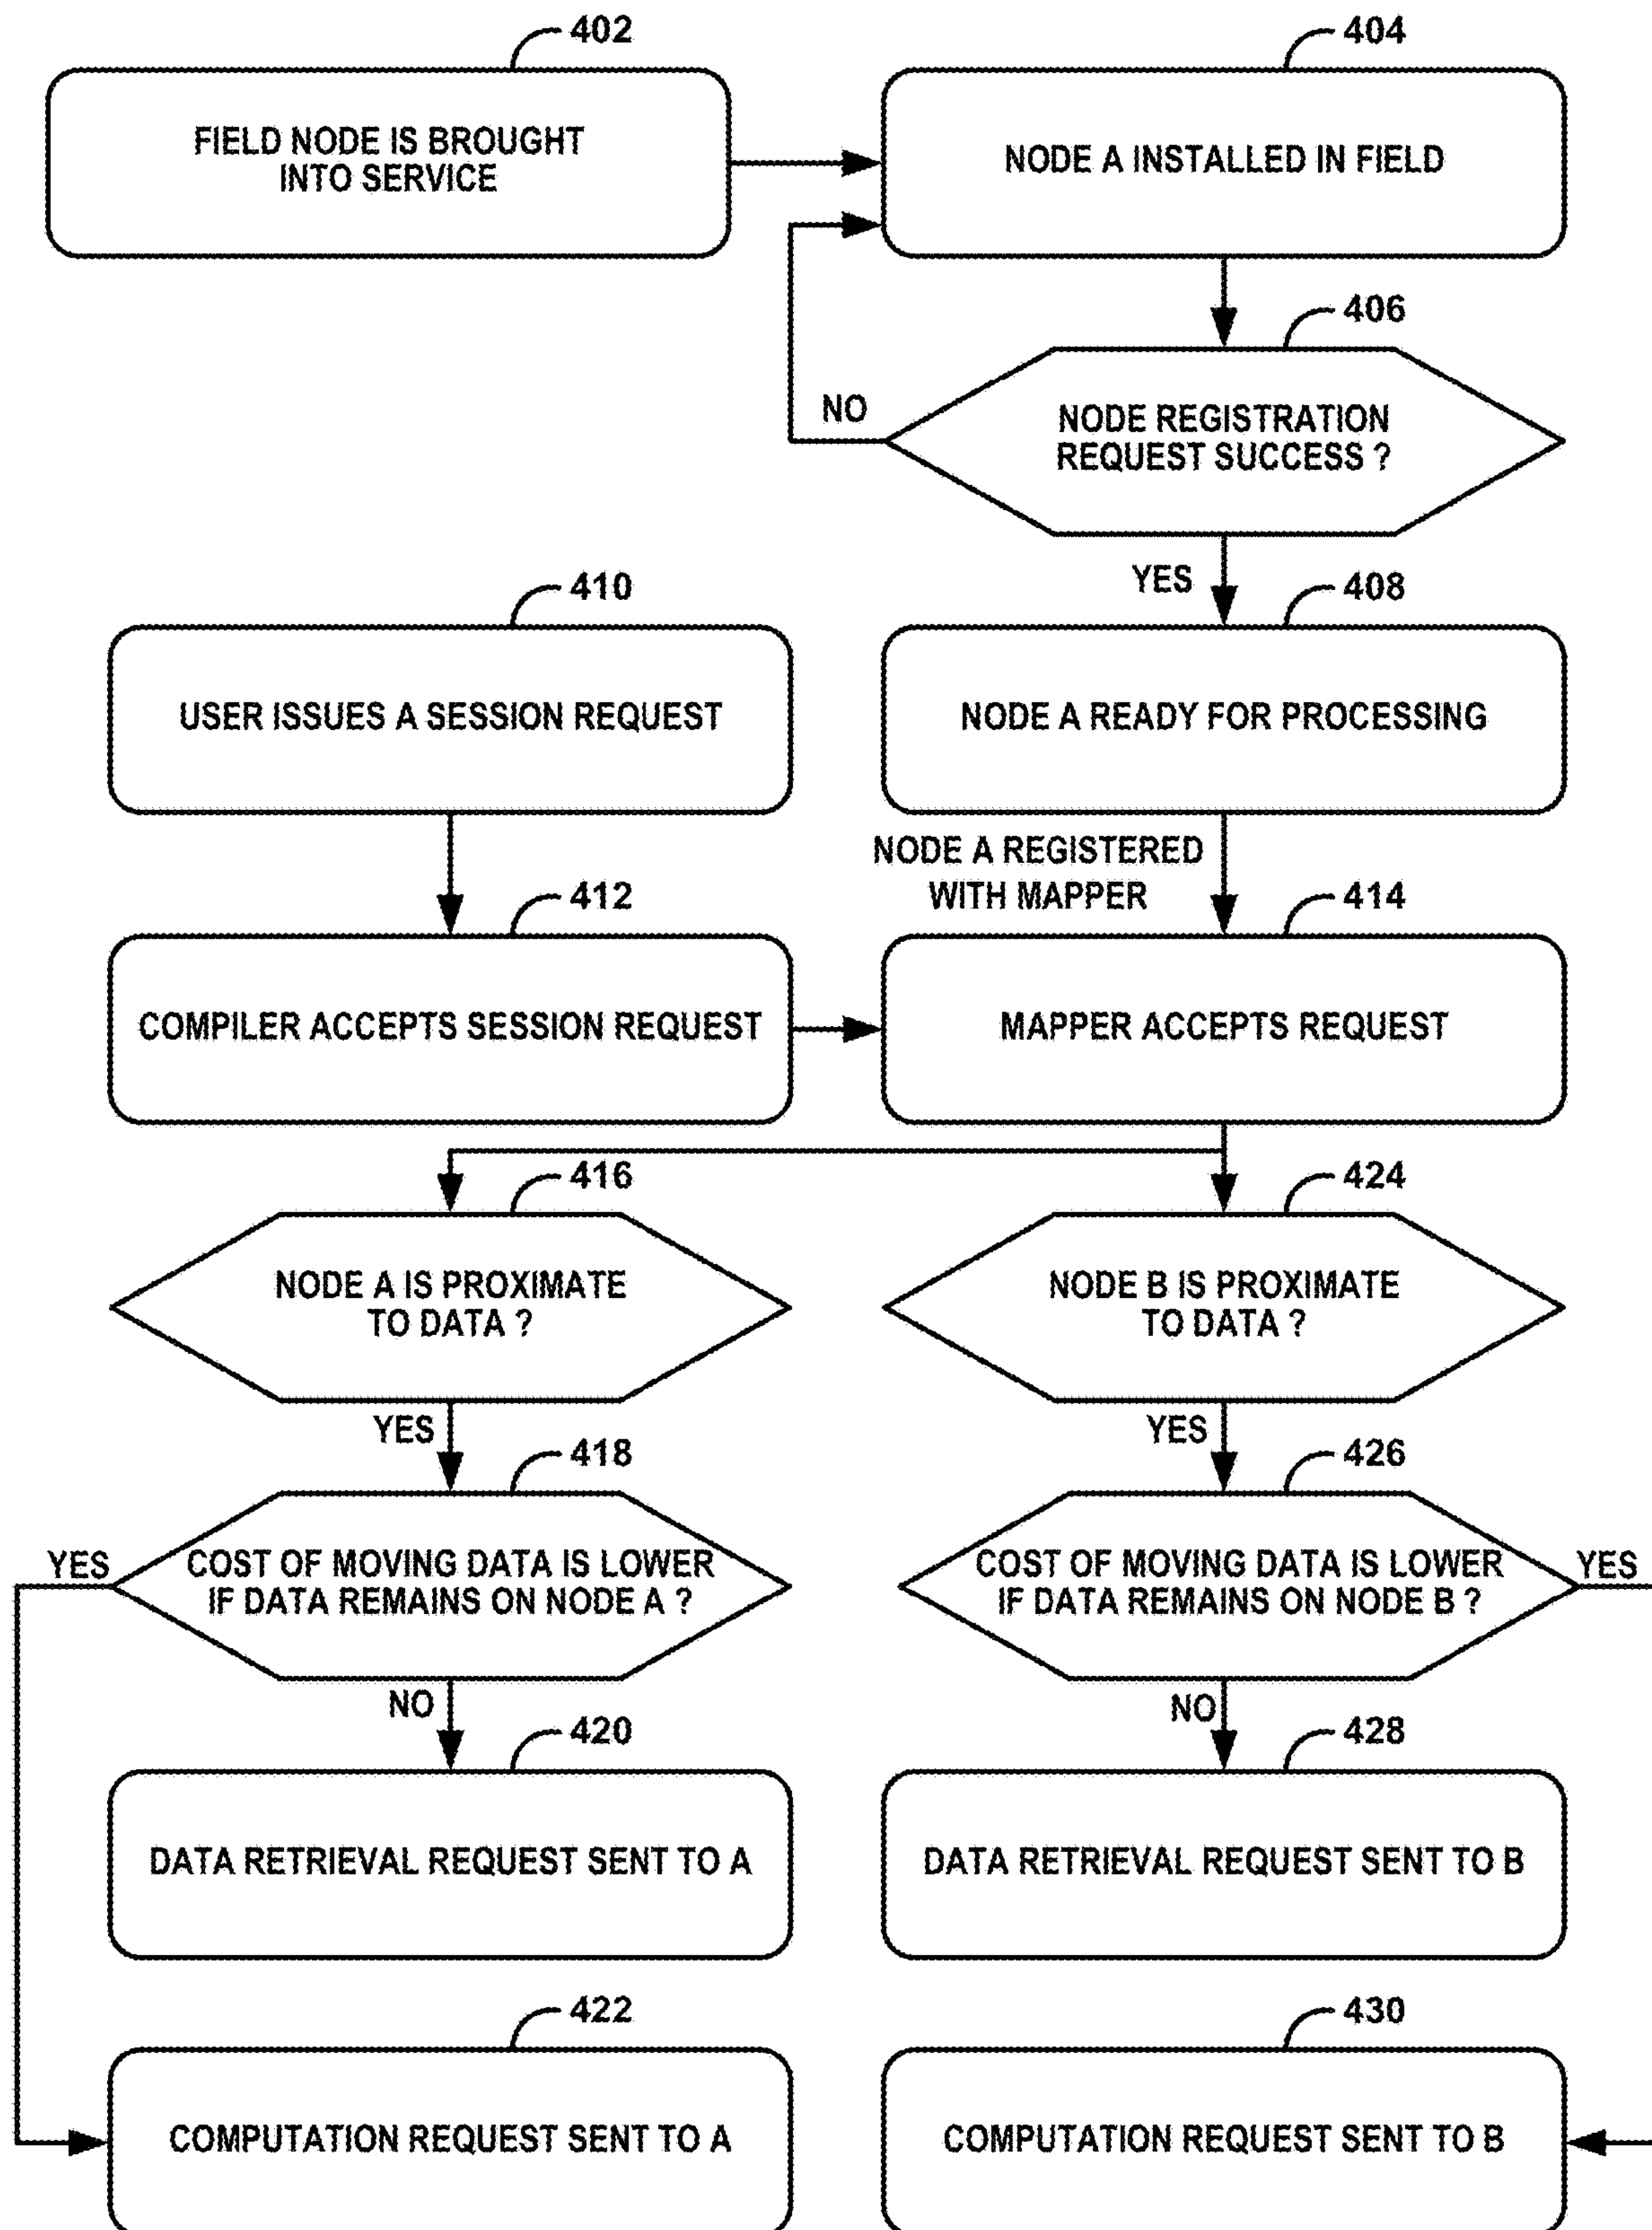 402
404
FIELD NODE IS BROUGHT
INTO SERVICE
NODE A INSTALLED IN FIELD
406
NO
NODE REGISTRATION
REQUEST SUCCESS ?
YES
410
408
USER ISSUES A SESSION REQUEST
NODE A READY FOR PROCESSING
NODE A REGISTERED
WITH MAPPER
412
414
COMPILER ACCEPTS SESSION REQUEST
MAPPER ACCEPTS REQUEST
416
424
NODE A IS PROXIMATE
TO DATA ?
NODE B IS PROXIMATE
TO DATA ?
YES
YES
418
426
YES
COST OF MOVING DATA IS LOWER
IF DATA REMAINS ON NODE A ?
COST OF MOVING DATA IS LOWER
IF DATA REMAINS ON NODE B ?
YES
NO
NO
420
428
DATA RETRIEVAL REQUEST SENT TO A
DATA RETRIEVAL REQUEST SENT TO B
422
430
COMPUTATION REQUEST SENT TO A
COMPUTATION REQUEST SENT TO B